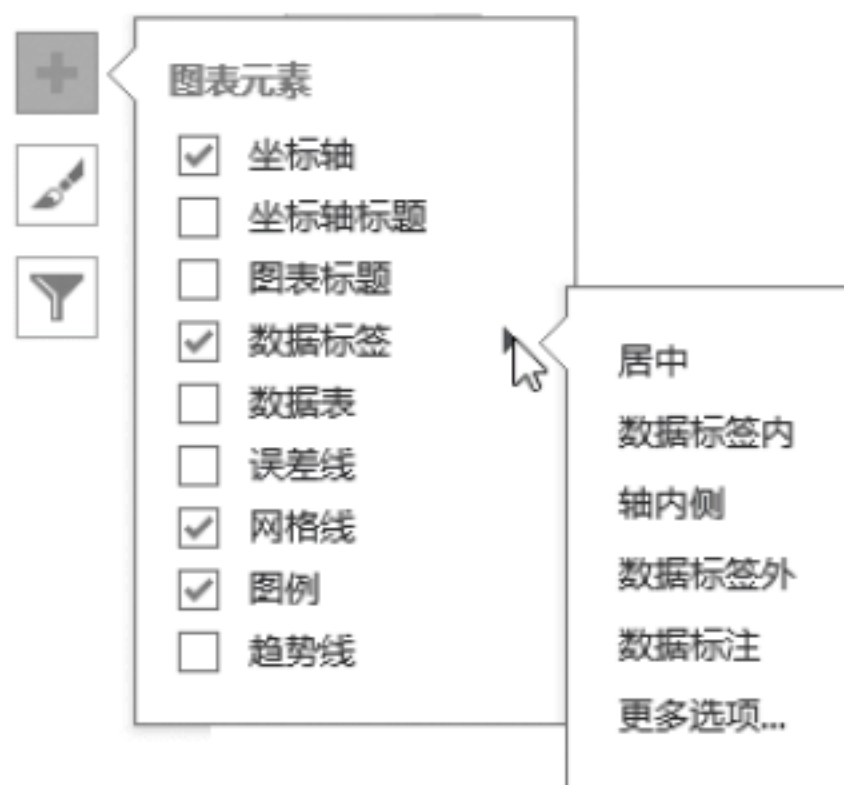 图表元素
坐标轴
坐标轴标题
图表标题
数据标签
数据表
误差线
网格线
图例
趋势线
居中
数据标签内
轴内侧
数据标签外
数据标注
更多选项...